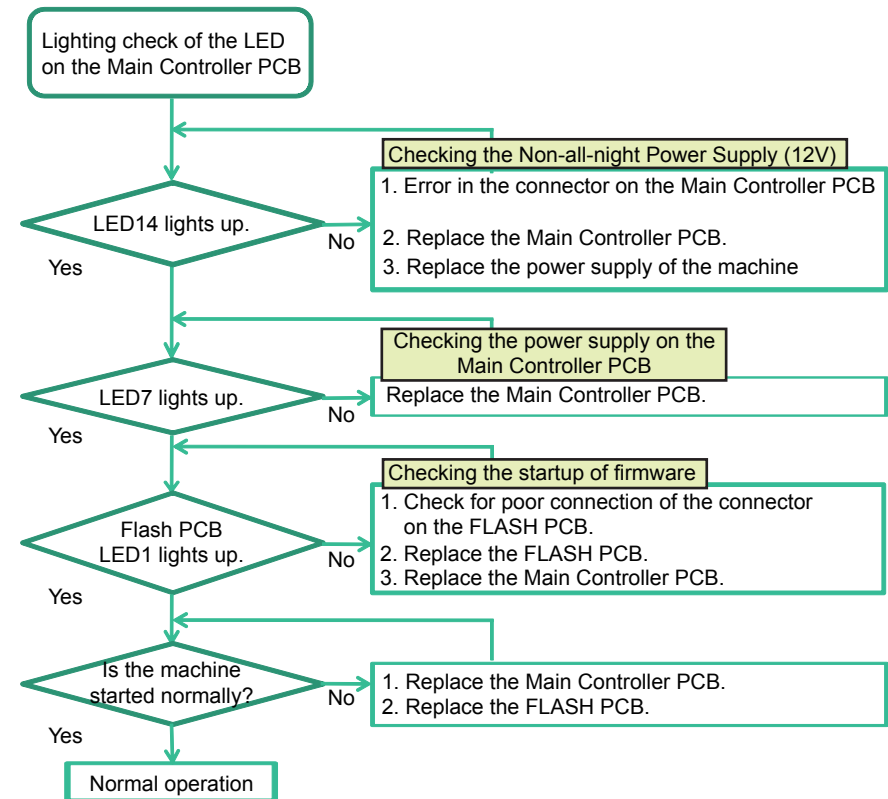 Lighting check of the LED
on the Main Controller PCB
Checking the Non-all-night Power Supply (12V)
1. Error in the connector on the Main Controller PCB
LED14 lights up.
No
2. Replace the Main Controller PCB.
Yes
3. Replace the power supply of the machine
Checking the power supply on the
Main Controller PCB
LED7 lights up.
No
Replace the Main Controller PCB.
Yes
Checking the startup of firmware
1. Check for poor connection of the connector
on the FLASH PCB.
Flash PCB
LED1 lights up.
No
2. Replace the FLASH PCB.
3. Replace the Main Controller PCB.
Yes
Is the machine
started normally?
No
1. Replace the Main Controller PCB.
2. Replace the FLASH PCB.
Yes
Normal operation